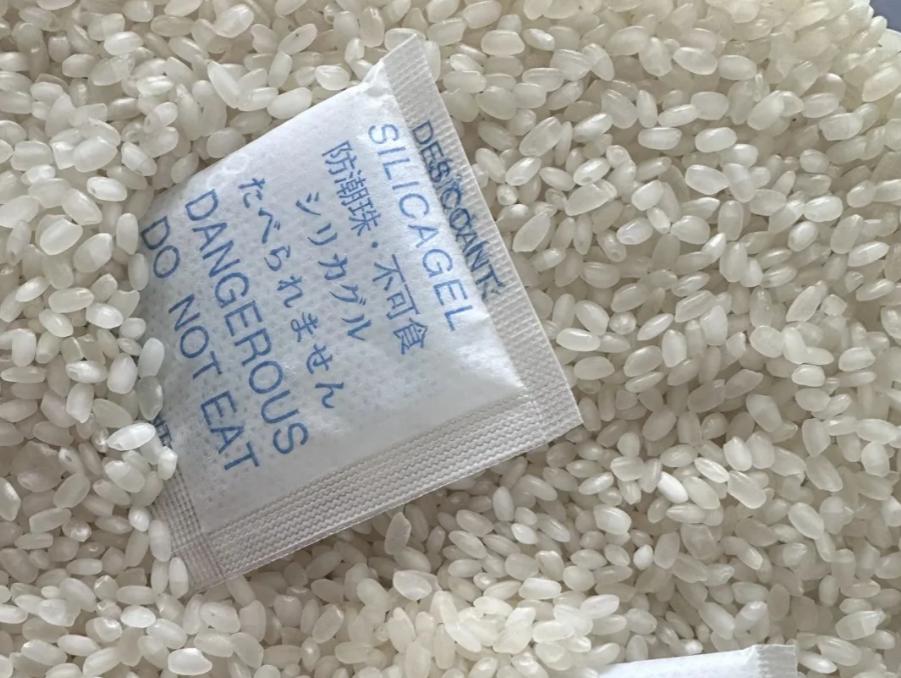 DESICCANT
SILICAGEL
防潮珠・不可食
シリカゲル
たべられません
DANGEROUS
DO NOT EAT